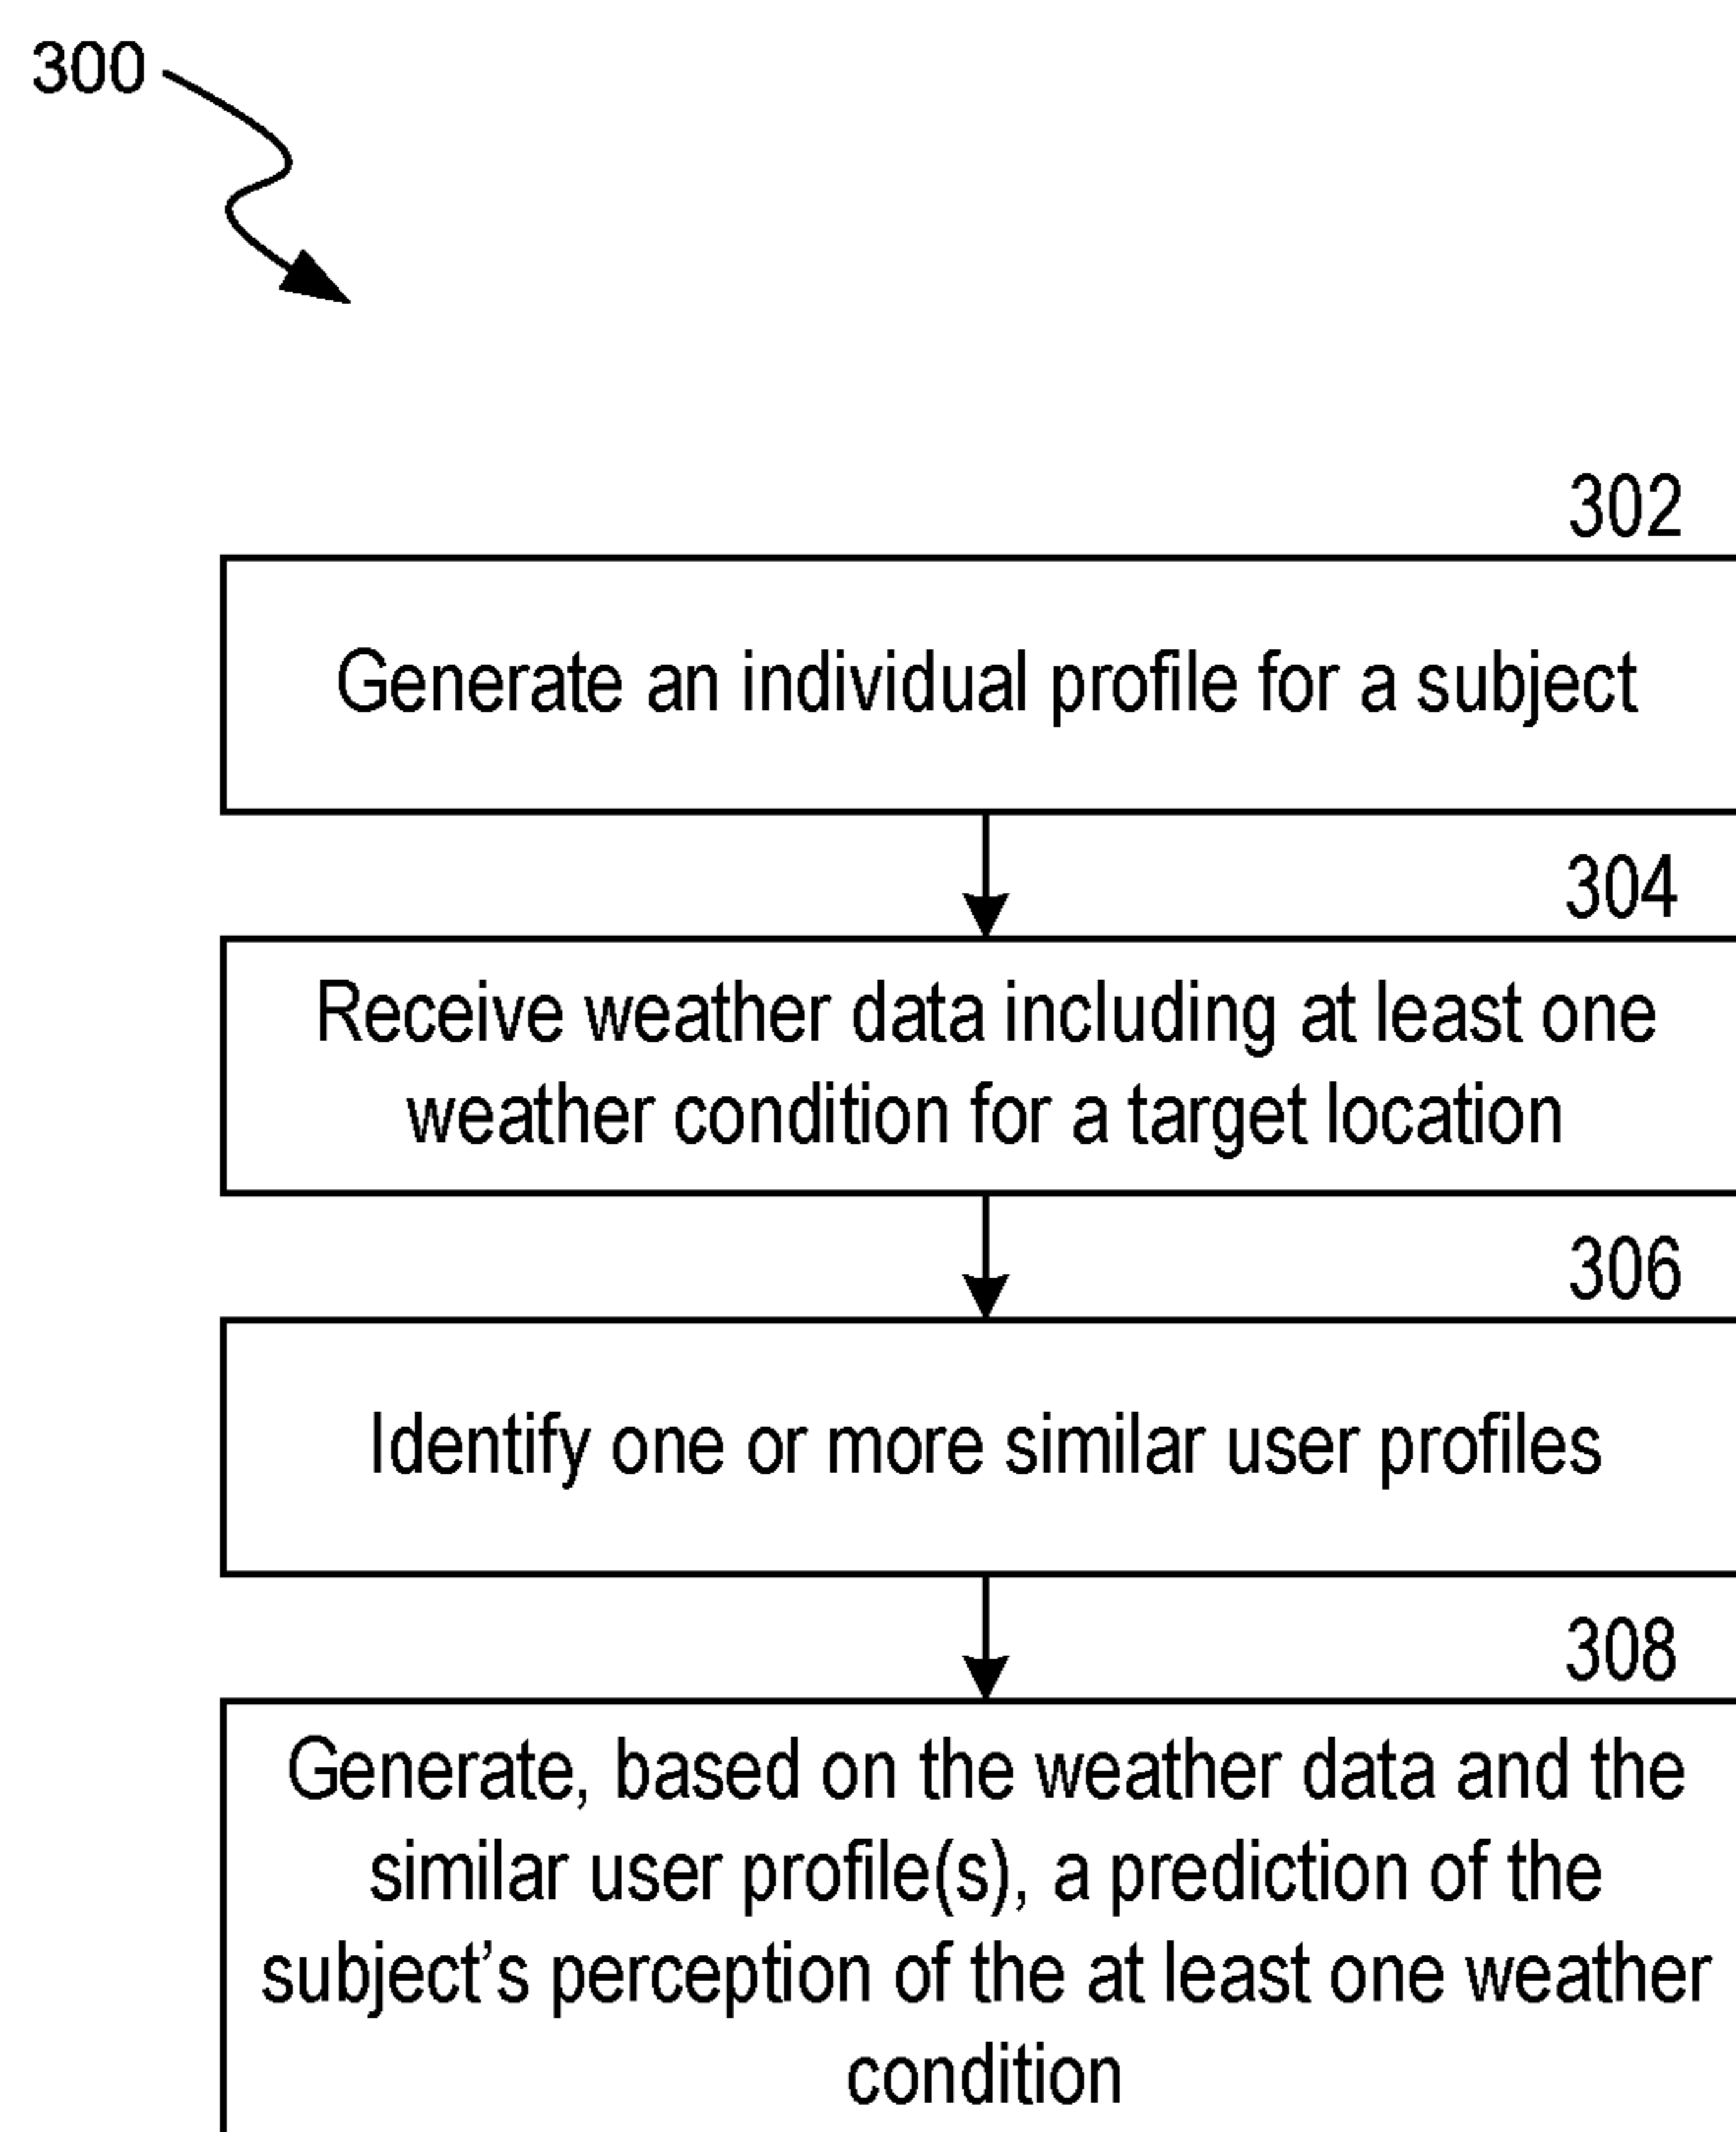 300
302
Generate an individual profile for a subject
304
Receive weather data including at least one
weather condition for a target location
306
Identify one or more similar user profiles
308
Generate, based on the weather data and the
similar user profile(s), a prediction of the
subject’s perception of the at least one weather
condition